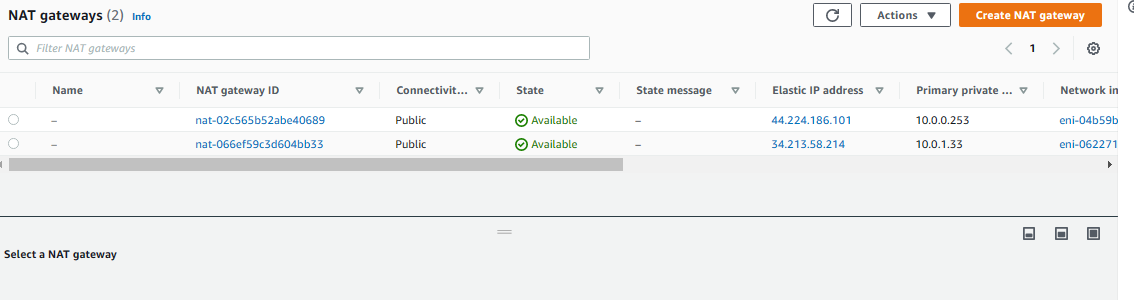 NAT gateways (2) Info
Actions
Create NAT gateway
Filter NAT gateways
1
Name NAT gateway ID Connectivit... State State message Elastic IP address Primary private ... Network in
– nat-02c565b52abe40689 Public Available – 44.224.186.101 10.0.0.253 eni-04b59b
– nat-066ef59c3d604bb33 Public Available – 34.213.58.214 10.0.1.33 eni-062271
Select a NAT gateway